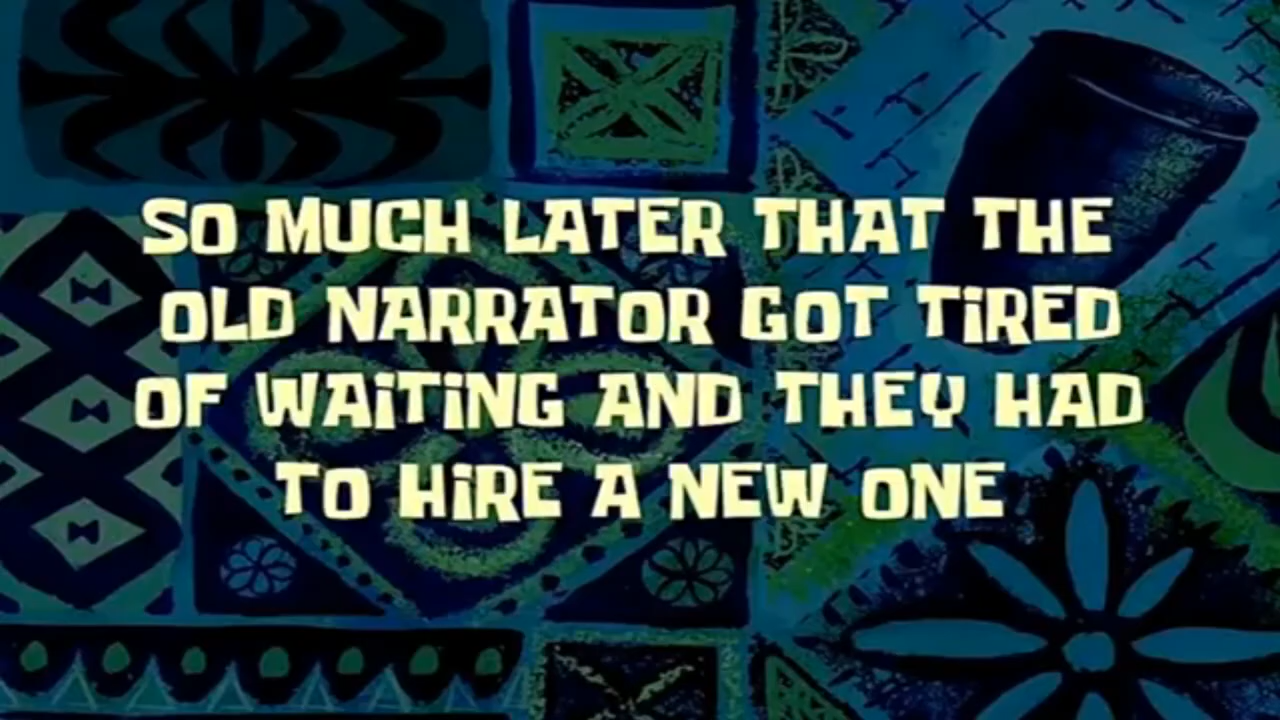 SO MUCH LATER THAT THE
OLD NARRATOR GOT TiRED
OF WAiTiNG AND THEY HAD
TO HiRE A NEW ONE